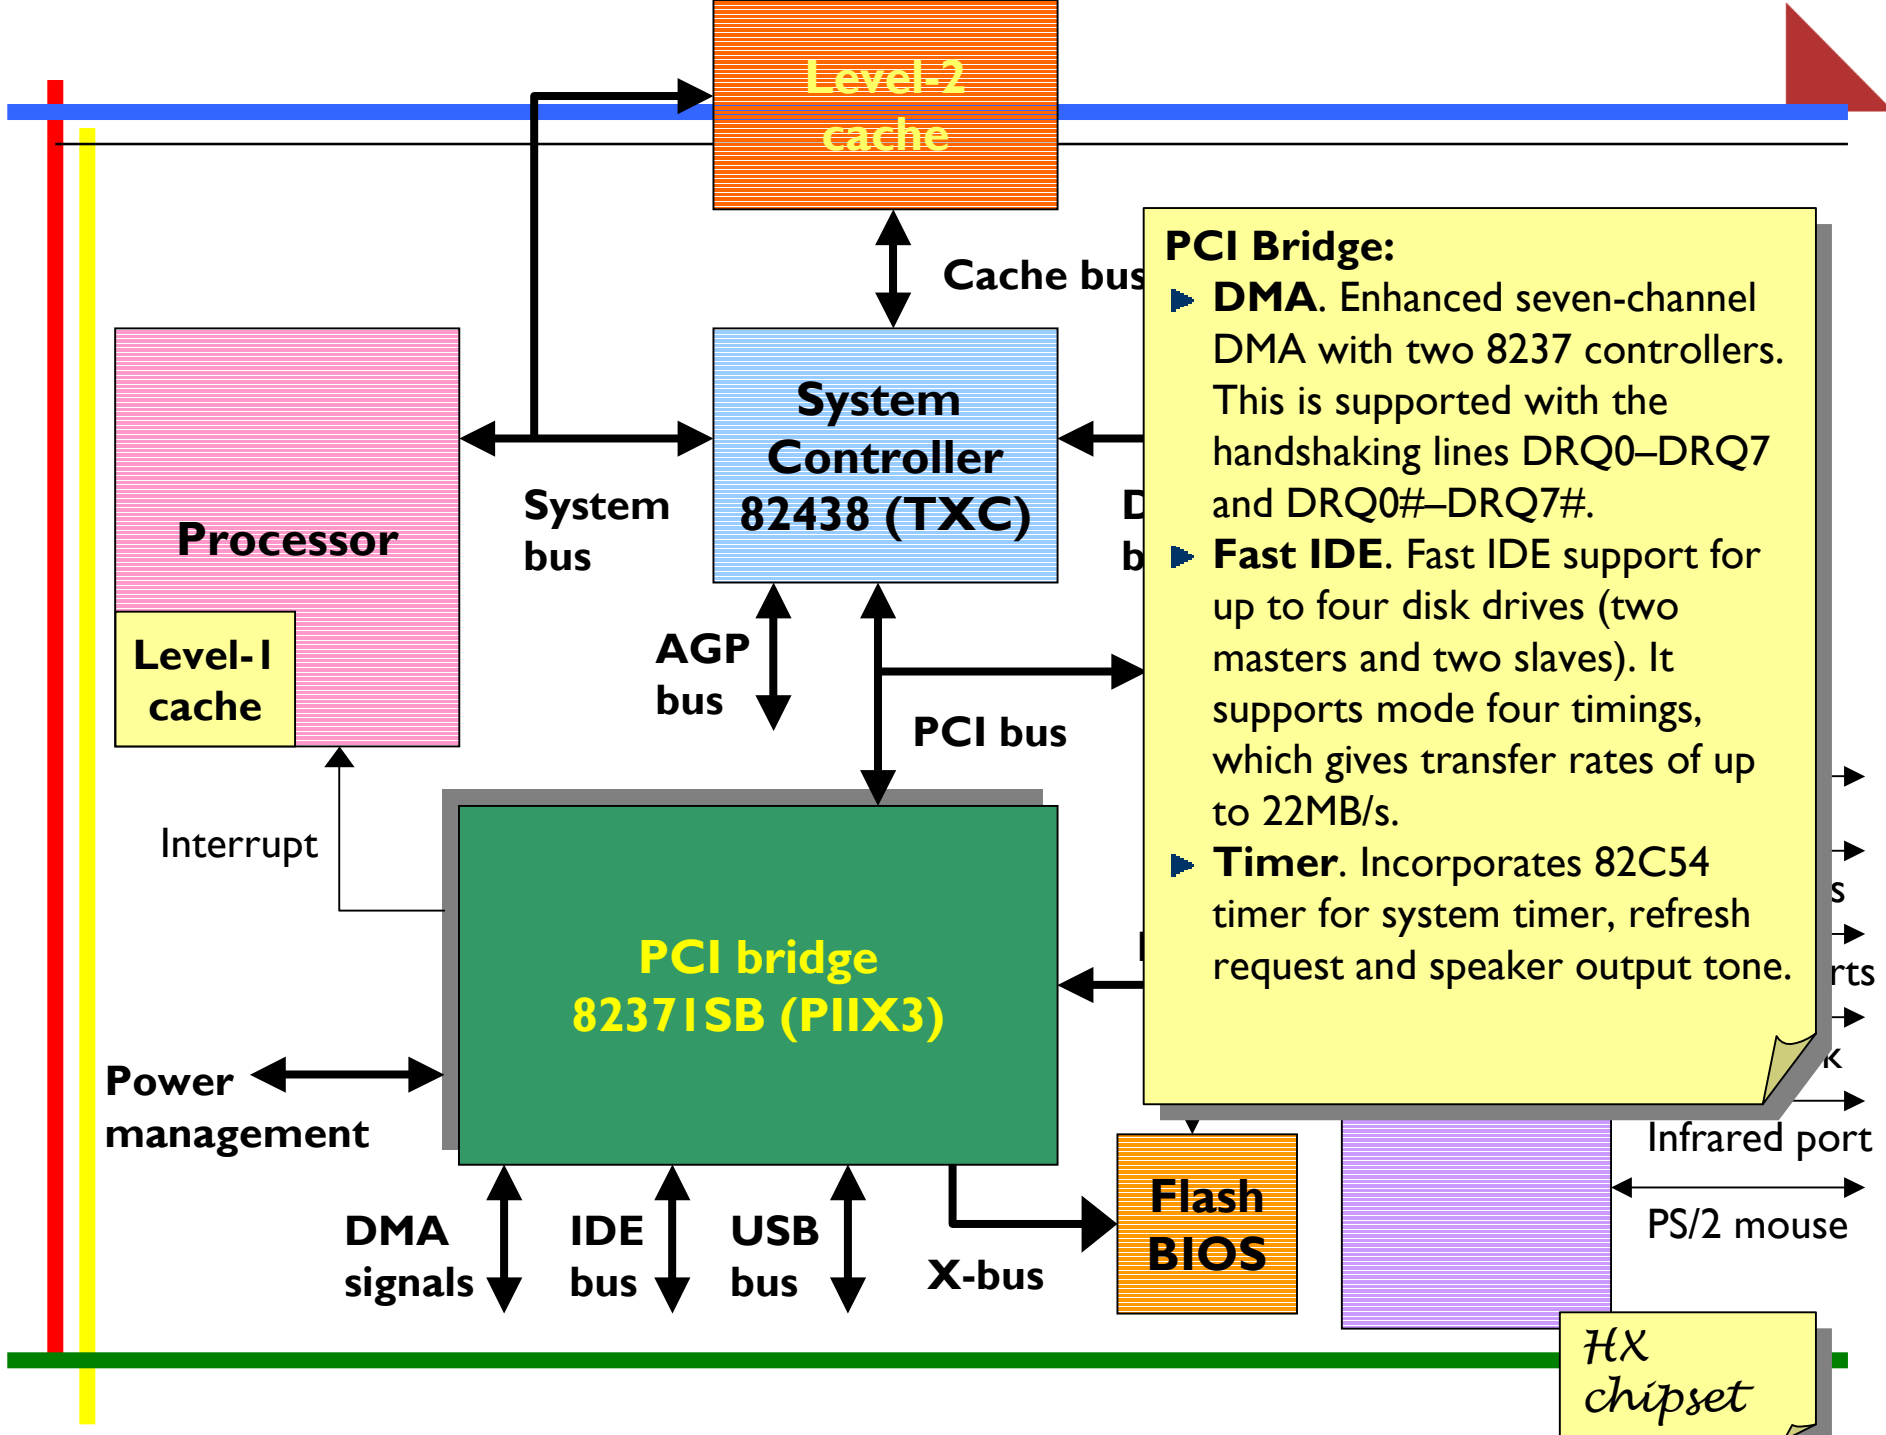 Level-2
cache
Cache bus
PCI Bridge:
DMA. Enhanced seven-channel
DMA with two 8237 controllers.
This is supported with the
handshaking lines DRQ0–DRQ7
and DRQ0#–DRQ7#.
Fast IDE. Fast IDE support for
up to four disk drives (two
masters and two slaves). It
supports mode four timings,
which gives transfer rates of up
to 22MB/s.
Timer. Incorporates 82C54
timer for system timer, refresh
request and speaker output tone.
System
Controller
82438 (TXC)
System
bus
Processor
Level-1
cache
AGP
bus
PCI bus
Interrupt
PCI bridge
82371SB (PIIX3)
Power
management
DMA
signals
IDE
bus
USB
bus
X-bus
Flash
BIOS
Infrared port
PS/2 mouse
HX
chipset